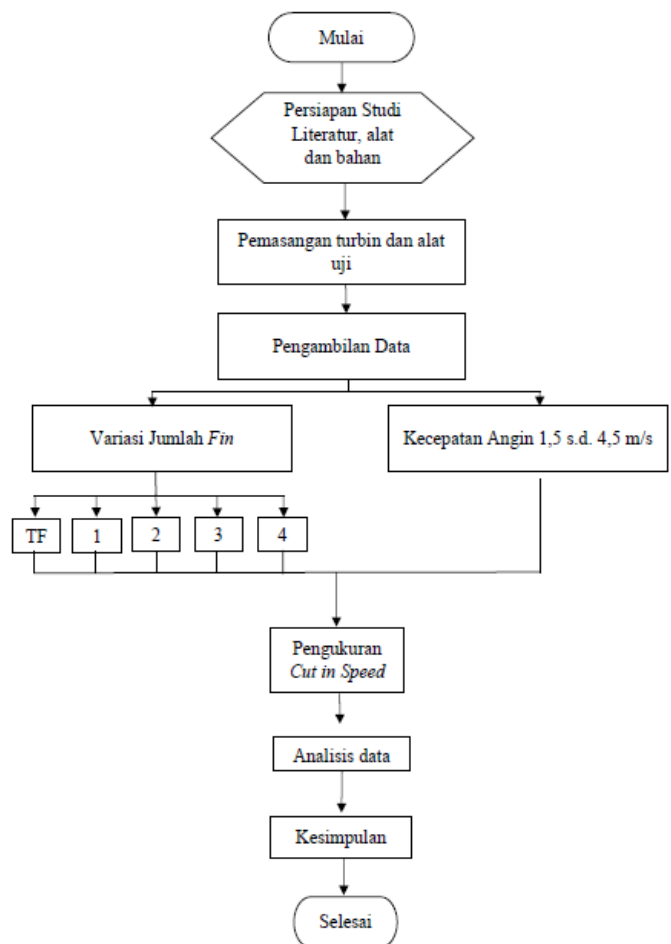 Mulai
Persiapan Studi
Literatur, alat
dan bahan
Pemasangan turbin dan alat
uji
Pengambilan Data
Variasi Jumlah Fin
Kecepatan Angin 1,5 s.d. 4,5 m/s
TF
1
2
3
4
Pengukuran
Cut in Speed
Analisis data
Kesimpulan
Selesai